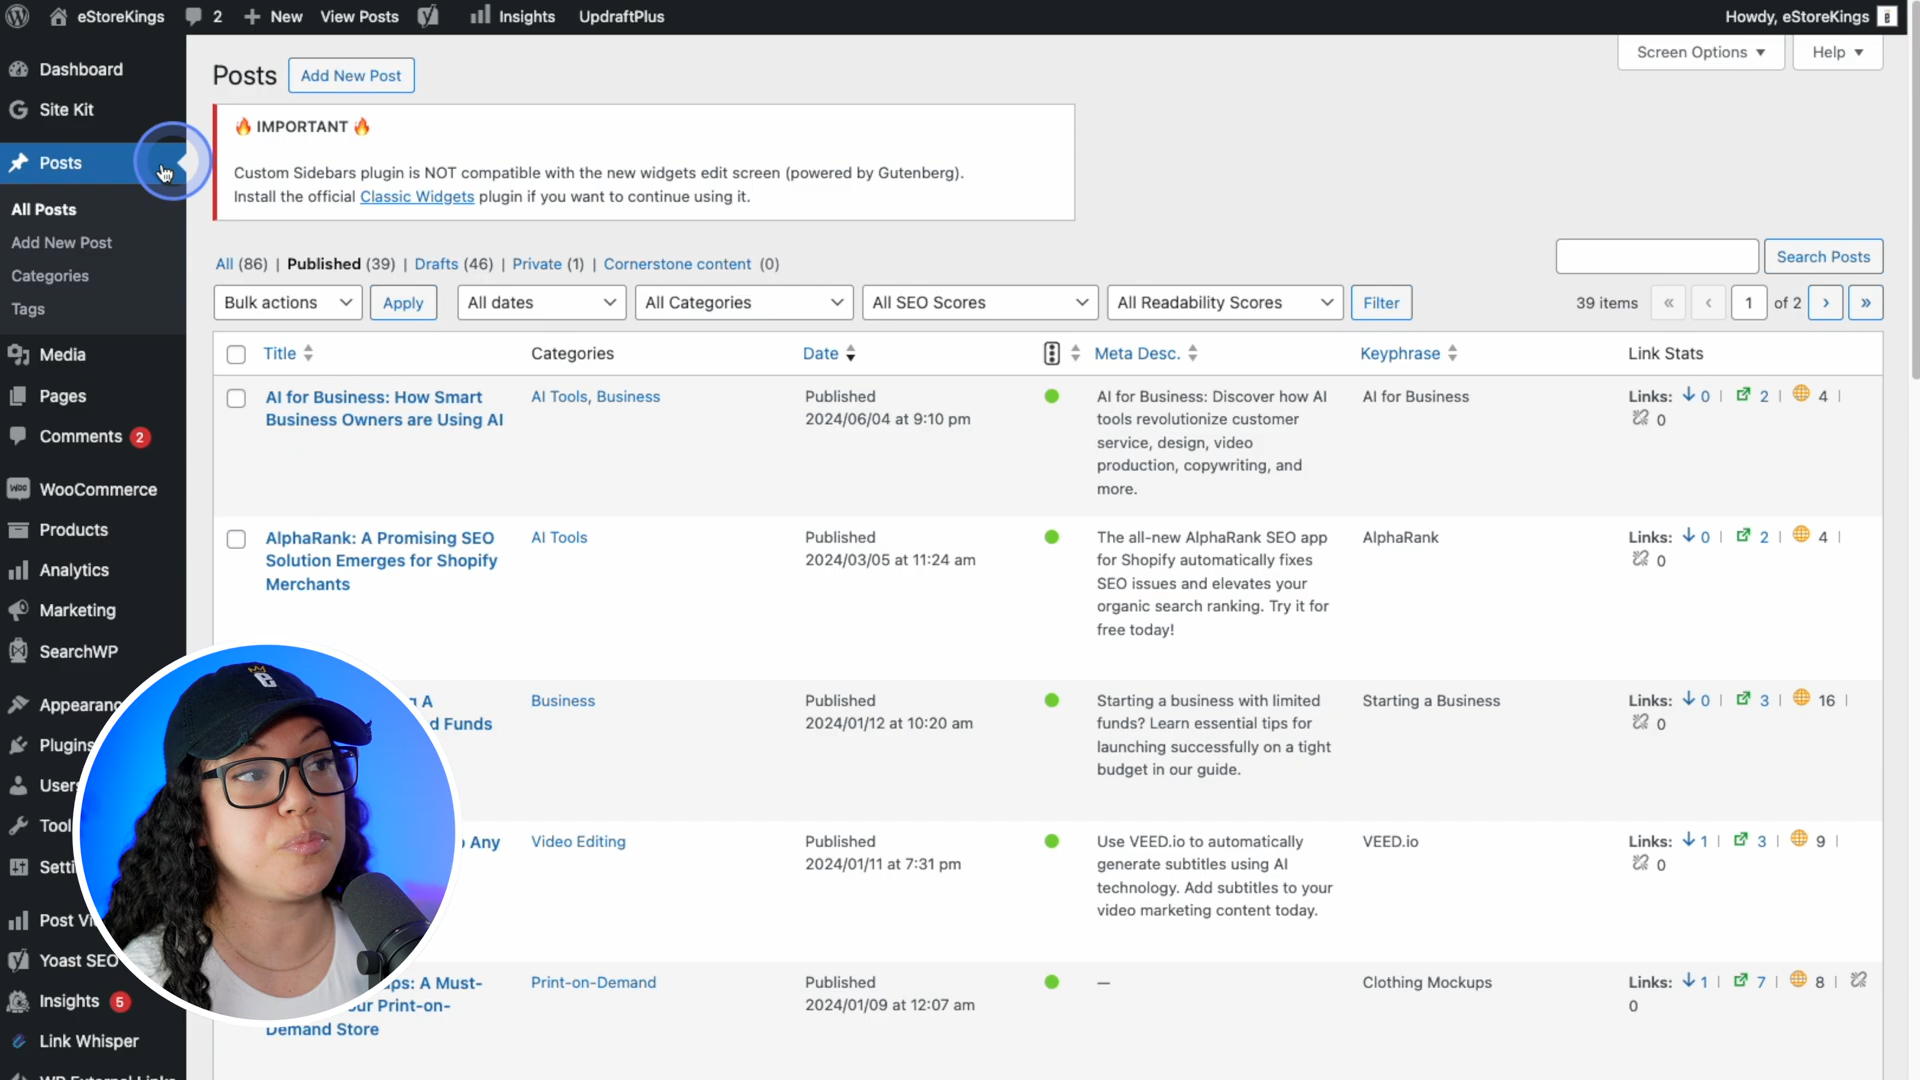 eStoreKings 2 New View Posts Insights UpdraftPlus Howdy, eStoreKings
Screen Options Help
Dashboard
Site Kit
Posts
All Posts
Add New Post
Categories
Tags
Media
Pages
Comments 2
WooCommerce
Products
Analytics
Marketing
SearchWP
Plugins
Post
Yoast SEO
Insights 5
Link Whisper
WP External Links
Posts Add New Post
🔥 IMPORTANT 🔥
Custom Sidebars plugin is NOT compatible with the new widgets edit screen (powered by Gutenberg).
Install the official Classic Widgets plugin if you want to continue using it.
All (86) | Published (39) | Drafts (46) | Private (1) | Cornerstone content (0)
Search Posts
Bulk actions Apply All dates All Categories All SEO Scores All Readability Scores Filter 39 items « ‹ 1 of 2 › »
Title Categories Date Meta Desc. Keyphrase Link Stats
AI for Business: How Smart
Business Owners are Using AI
AI Tools, Business
Published
2024/06/04 at 9:10 pm
AI for Business: Discover how AI
tools revolutionize customer
service, design, video
production, copywriting, and
more.
AI for Business
Links: 0 | 2 | 4 |
0
AlphaRank: A Promising SEO
Solution Emerges for Shopify
Merchants
AI Tools
Published
2024/03/05 at 11:24 am
The all-new AlphaRank SEO app
for Shopify automatically fixes
SEO issues and elevates your
organic search ranking. Try it for
free today!
AlphaRank
Links: 0 | 2 | 4 |
0
A
Funds
Business
Published
2024/01/12 at 10:20 am
Starting a business with limited
funds? Learn essential tips for
launching successfully on a tight
budget in our guide.
Starting a Business
Links: 0 | 3 | 16 |
0
Any
Video Editing
Published
2024/01/11 at 7:31 pm
Use VEED.io to automatically
generate subtitles using AI
technology. Add subtitles to your
video marketing content today.
VEED.io
Links: 1 | 3 | 9 |
0
A Must-
Print-on-
Demand Store
Print-on-Demand
Published
2024/01/09 at 12:07 am
—
Clothing Mockups
Links: 1 | 7 | 8 |
0